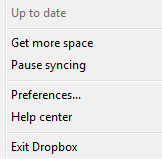 Up to date
Get more space
Pause syncing
Preferences...
Help center
Exit Dropbox